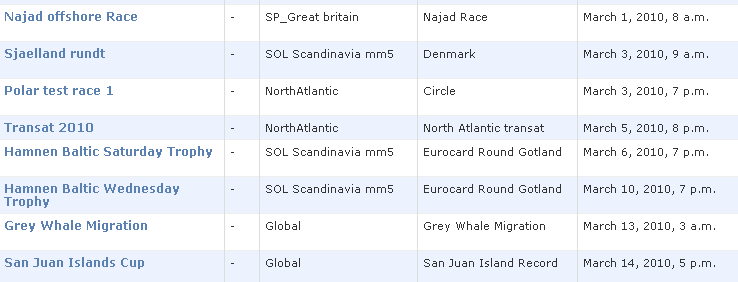 Najad offshore Race - SP_Great britain Najad Race March 1, 2010, 8 a.m.
Sjaelland rundt - SOL Scandinavia mm5 Denmark March 3, 2010, 9 a.m.
Polar test race 1 - NorthAtlantic Circle March 3, 2010, 7 p.m.
Transat 2010 - NorthAtlantic North Atlantic transat March 5, 2010, 8 p.m.
Hamnen Baltic Saturday Trophy - SOL Scandinavia mm5 Eurocard Round Gotland March 6, 2010, 7 p.m.
Hamnen Baltic Wednesday - SOL Scandinavia mm5 Eurocard Round Gotland March 10, 2010, 7 p.m.
Trophy
Grey Whale Migration - Global Grey Whale Migration March 13, 2010, 3 a.m.
San Juan Islands Cup - Global San Juan Island Record March 14, 2010, 5 p.m.